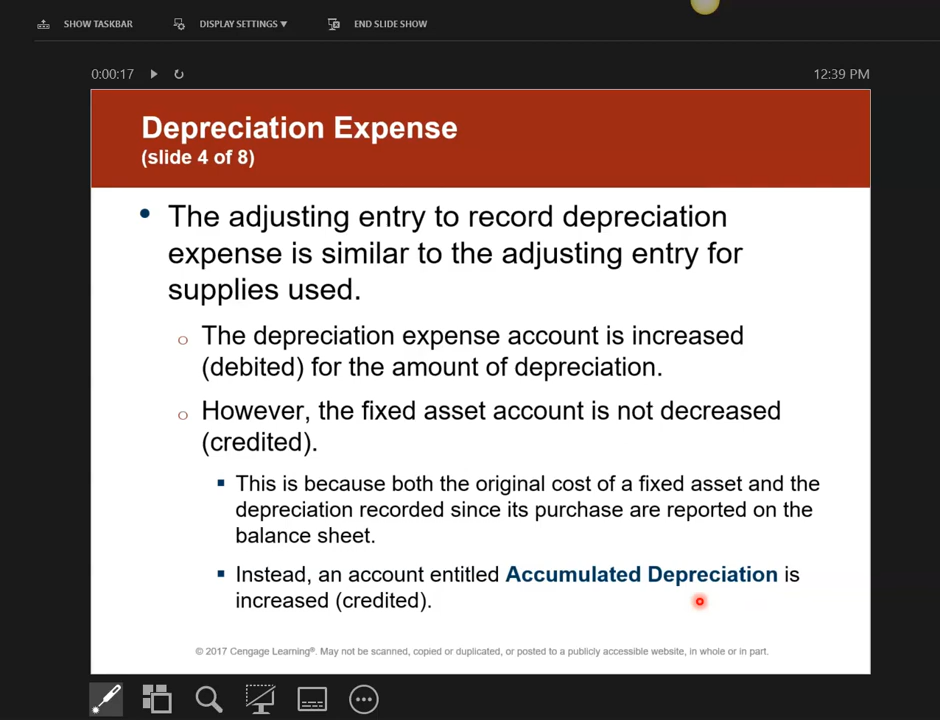 SHOW TASKBAR
DISPLAY SETTINGS ▾
END SLIDE SHOW
0:00:17
12:39 PM
Depreciation Expense
(slide 4 of 8)
• The adjusting entry to record depreciation
expense is similar to the adjusting entry for
supplies used.
o The depreciation expense account is increased
(debited) for the amount of depreciation.
o However, the fixed asset account is not decreased
(credited).
▪ This is because both the original cost of a fixed asset and the
depreciation recorded since its purchase are reported on the
balance sheet.
▪ Instead, an account entitled Accumulated Depreciation is
increased (credited).
© 2017 Cengage Learning®. May not be scanned, copied or duplicated, or posted to a publicly accessible website, in whole or in part.